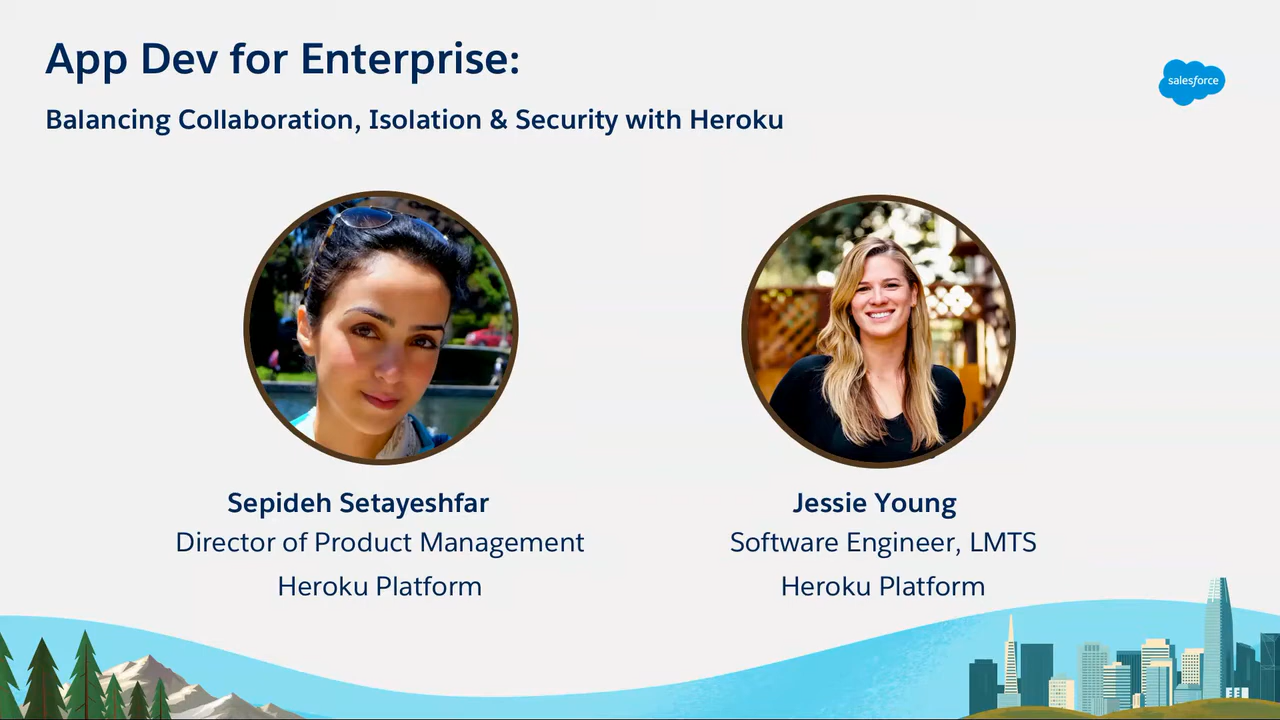 App Dev for Enterprise:
salesforce
Balancing Collaboration, Isolation & Security with Heroku
Sepideh Setayeshfar
Director of Product Management
Heroku Platform
Jessie Young
Software Engineer, LMTS
Heroku Platform